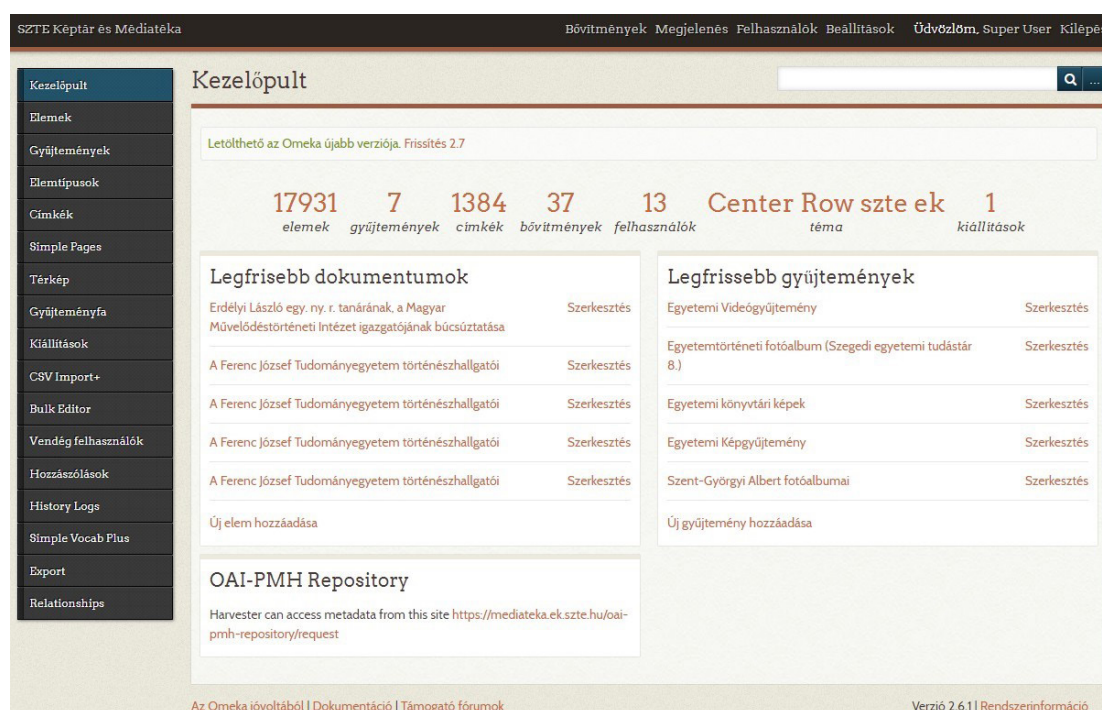 SZTE Képtár és Médiatéka
Bővítmények Megjelenés Felhasználók Beállítások Üdvözlöm, Super User Kilépés
Kezelőpult
Elemek
Gyűjtemények
Elemtípusok
Címkék
Simple Pages
Térkép
Gyűjteményfa
Kiállítások
CSV Import+
Bulk Editor
Vendég felhasználók
Hozzászólások
History Logs
Simple Vocab Plus
Export
Relationships
Kezelőpult
...
Letölthető az Omeka újabb verziója. Frissítés 2.7
17931 7 1384 37 13 Center Row szte ek 1
elemek gyűjtemények címkék bővítmények felhasználók téma kiállítások
Legfrisebb dokumentumok
Erdélyi László egy. ny. r. tanárának, a Magyar Szerkesztés
Művelődéstörténeti Intézet igazgatójának búcsúztatása
A Ferenc József Tudományegyetem történészhallgatói Szerkesztés
A Ferenc József Tudományegyetem történészhallgatói Szerkesztés
A Ferenc József Tudományegyetem történészhallgatói Szerkesztés
A Ferenc József Tudományegyetem történészhallgatói Szerkesztés
Új elem hozzáadása
Legfrissebb gyűjtemények
Egyetemi Videógyűjtemény Szerkesztés
Egyetemtörténeti fotóalbum (Szegedi egyetemi tudástár Szerkesztés
8.)
Egyetemi könyvtári képek Szerkesztés
Egyetemi Képgyűjtemény Szerkesztés
Szent-Györgyi Albert fotóalbumai Szerkesztés
Új gyűjtemény hozzáadása
OAI-PMH Repository
Harvester can access metadata from this site https://mediateka.ek.szte.hu/oai-
pmh-repository/request
Az Omeka jóvoltából | Dokumentáció | Támogató fórumok
Verzió 2.6.1 | Rendszerinformáció